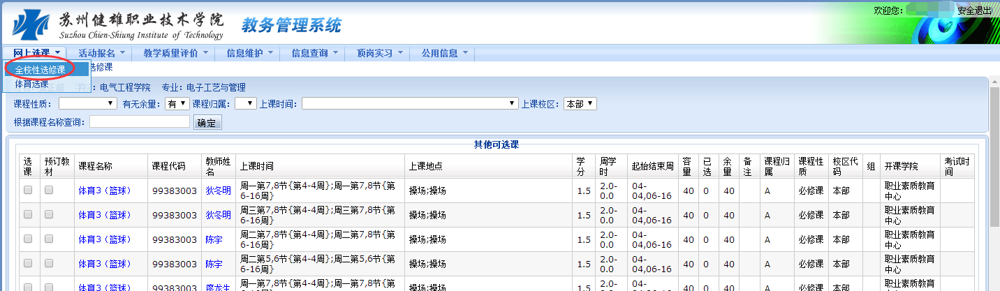 欢迎您: 安全退出
苏州健雄职业技术学院 教务管理系统
Suzhou Chien-Shiung Institute of Technology
网上选课 活动报名 教学质量评价 信息维护 信息查询 顶岗实习 公用信息
全校性选修课 选修课
体育选课 电气工程学院 专业：电子工艺与管理
课程性质： 有无余量: 有 课程归属: 上课时间: 上课校区: 本部
根据课程名称查询: 确定
其他可选课
选课 预订教材 课程名称 课程代码 教师姓名 上课时间 上课地点 学分 周学时 起始结束周 容量 已选 余量 备注 课程归属 课程性质 校区代码 组 开课学院 考试时间
体育3（篮球） 99383003 狄冬明 周一第7,8节{第4-4周};周一第7,8节{第6-16周} 操场;操场 1.5 2.0-0.0 04-04,06-16 40 0 40 A 必修课 本部 职业素质教育中心
体育3（篮球） 99383003 狄冬明 周三第7,8节{第4-4周};周三第7,8节{第6-16周} 操场;操场 1.5 2.0-0.0 04-04,06-16 40 0 40 A 必修课 本部 职业素质教育中心
体育3（篮球） 99383003 陈宇 周二第7,8节{第4-4周};周二第7,8节{第6-16周} 操场;操场 1.5 2.0-0.0 04-04,06-16 40 0 40 A 必修课 本部 职业素质教育中心
体育3（篮球） 99383003 陈宇 周二第5,6节{第4-4周};周二第5,6节{第6-16周} 操场;操场 1.5 2.0-0.0 04-04,06-16 40 0 40 A 必修课 本部 职业素质教育中心
体育3（篮球） 99383003 廖龙生 周一第7,8节{第4-4周};周一第7,8节{第 操场;操场 1.5 2.0- 04- 40 0 40 A 必修课 本部 职业素质教育